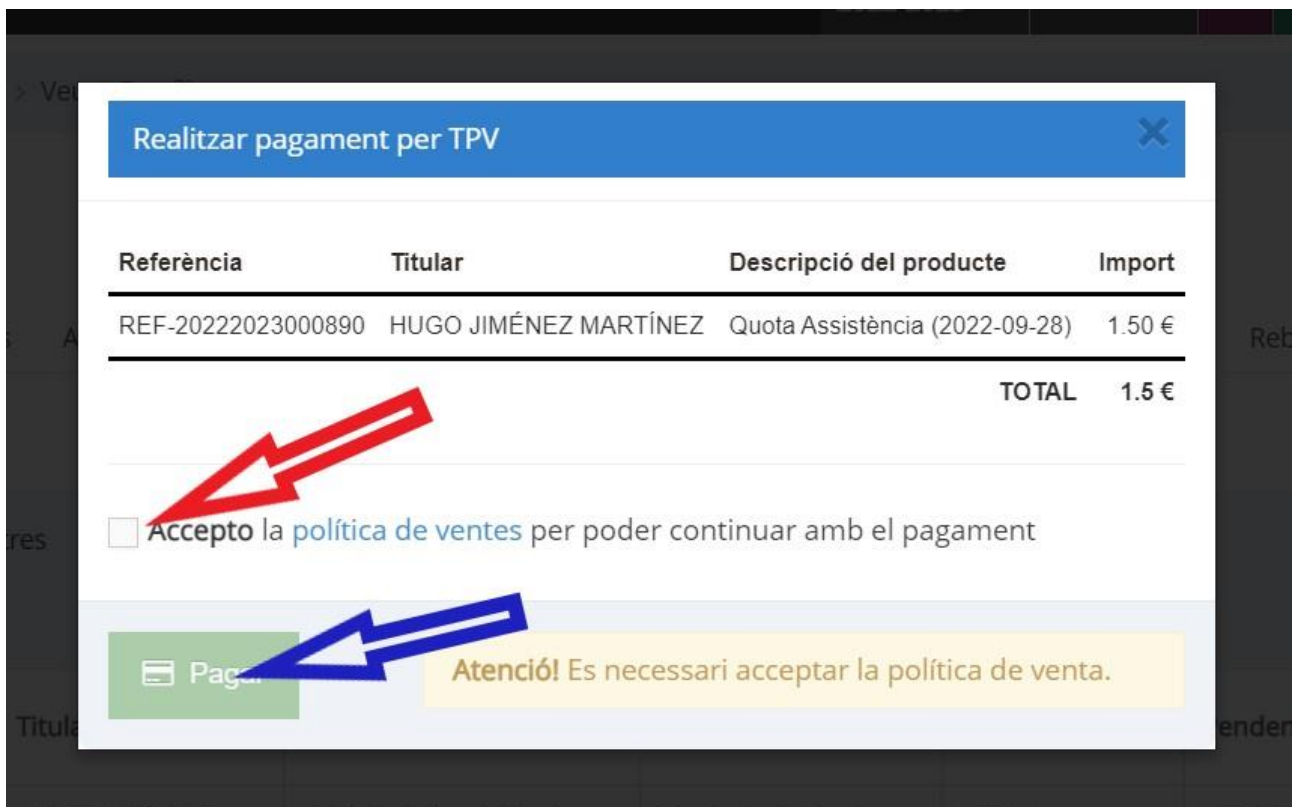 Realitzar pagament per TPV
Referència Titular Descripció del producte Import
REF-20222023000890 HUGO JIMÉNEZ MARTÍNEZ Quota Assistència (2022-09-28) 1.50 €
TOTAL 1.5 €
Accepto la política de ventes per poder continuar amb el pagament
Pagar
Atenció! Es necessari acceptar la política de venta.